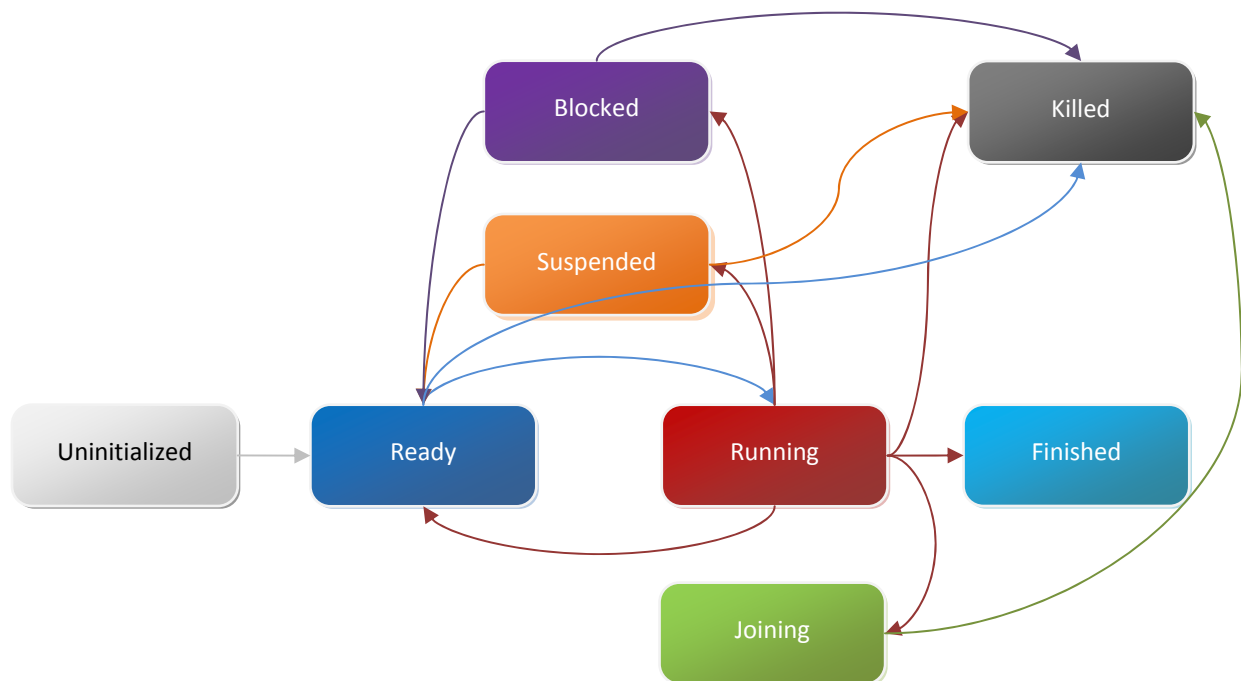 Blocked
Killed
Suspended
Uninitialized
Ready
Running
Finished
Joining